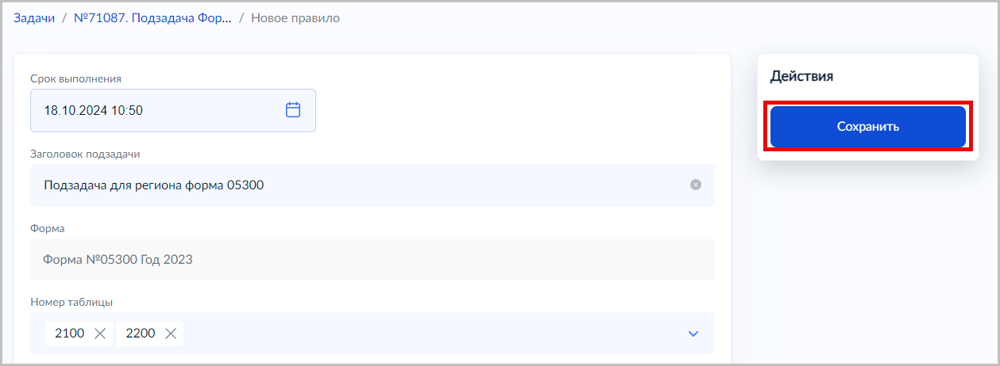 Задачи / №71087. Подзадача Фор... / Новое правило
Срок выполнения
18.10.2024 10:50
Заголовок подзадачи
Подзадача для региона форма 05300
Форма
Форма №05300 Год 2023
Номер таблицы
2100 2200
Действия
Сохранить